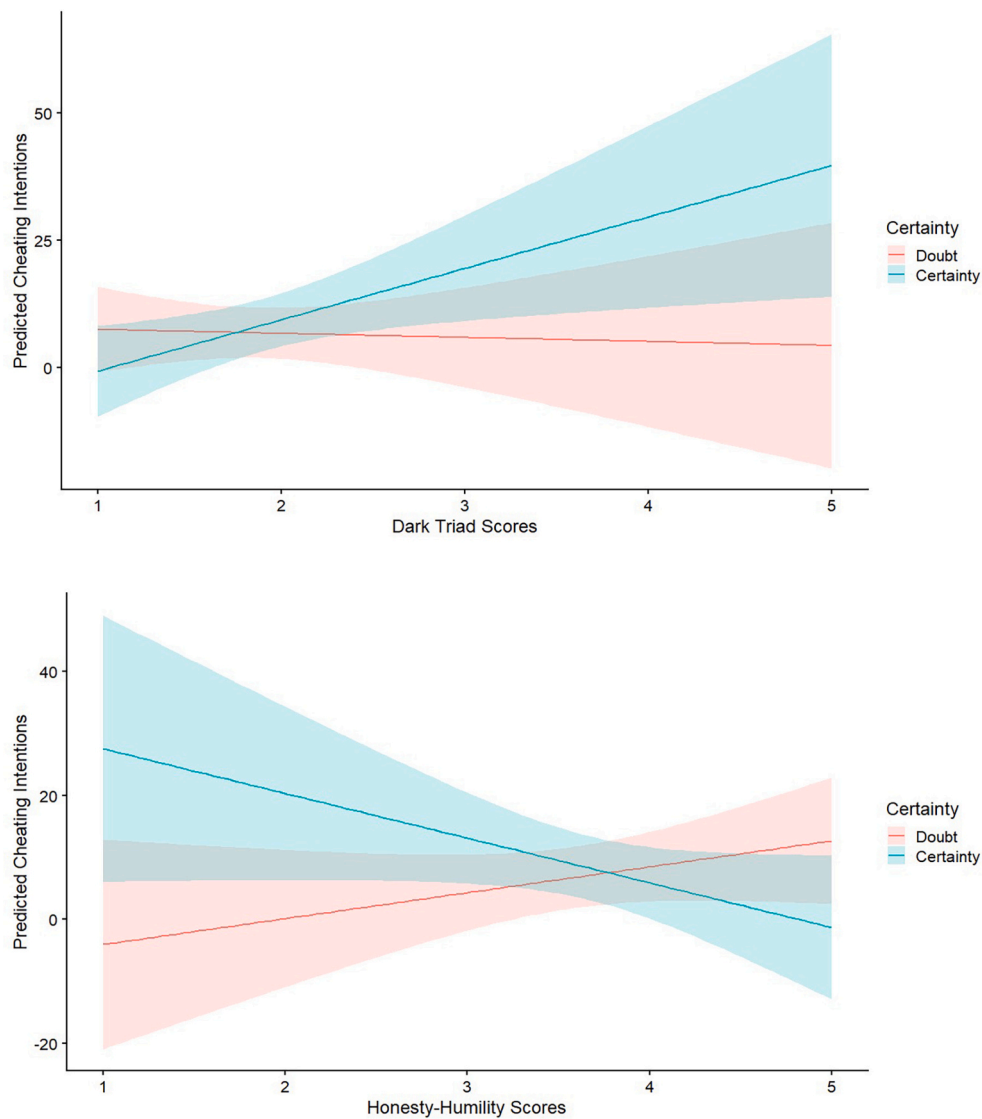 Predicted Cheating Intentions
50
25
0
1
2
3
4
5
Dark Triad Scores
Certainty
Doubt
Certainty
Predicted Cheating Intentions
40
20
0
-20
1
2
3
4
5
Honesty-Humility Scores
Certainty
Doubt
Certainty